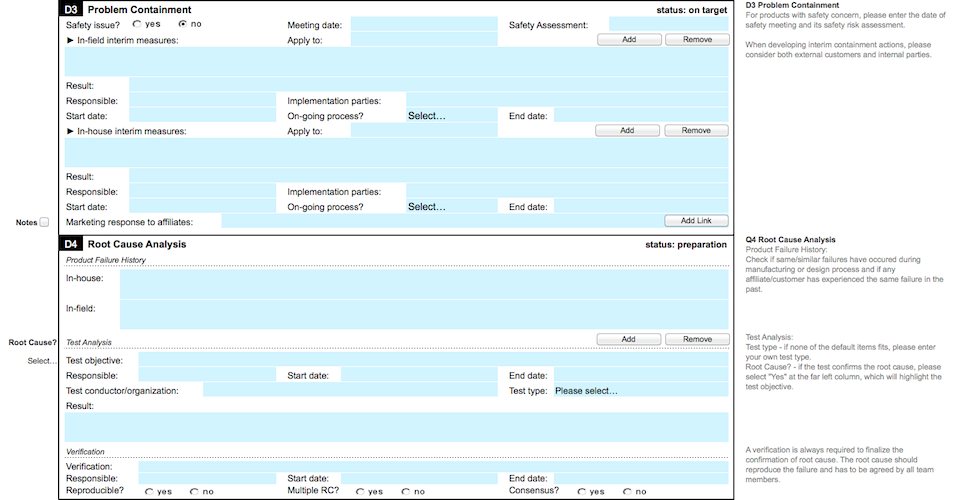 D3 Problem Containment status: on target
Safety issue? yes no Meeting date: Safety Assessment:
► In-field interim measures: Apply to: Add Remove
Result:
Responsible: Implementation parties:
Start date: On-going process? Select... End date:
► In-house interim measures: Apply to: Add Remove
Result:
Responsible: Implementation parties:
Start date: On-going process? Select... End date:
Notes Marketing response to affiliates: Add Link
D4 Root Cause Analysis status: preparation
Product Failure History
In-house:
In-field:
Root Cause? Test Analysis Add Remove
Select... Test objective:
Responsible: Start date: End date:
Test conductor/organization: Test type: Please select...
Result:
Verification
Verification:
Responsible: Start date: End date:
Reproducible? yes no Multiple RC? yes no Consensus? yes no
D3 Problem Containment
For products with safety concern, please enter the date of
safety meeting and its safety risk assessment.
When developing interim containment actions, please
consider both external customers and internal parties.
Q4 Root Cause Analysis
Product Failure History:
Check if same/similar failures have occured during
manufacturing or design process and if any
affiliate/customer has experienced the same failure in the
past.
Test Analysis:
Test type - if none of the default items fits, please enter
your own test type.
Root Cause? - if the test confirms the root cause, please
select "Yes" at the far left column, which will highlight the
test objective.
A verification is always required to finalize the
confirmation of root cause. The root cause should
reproduce the failure and has to be agreed by all team
members.